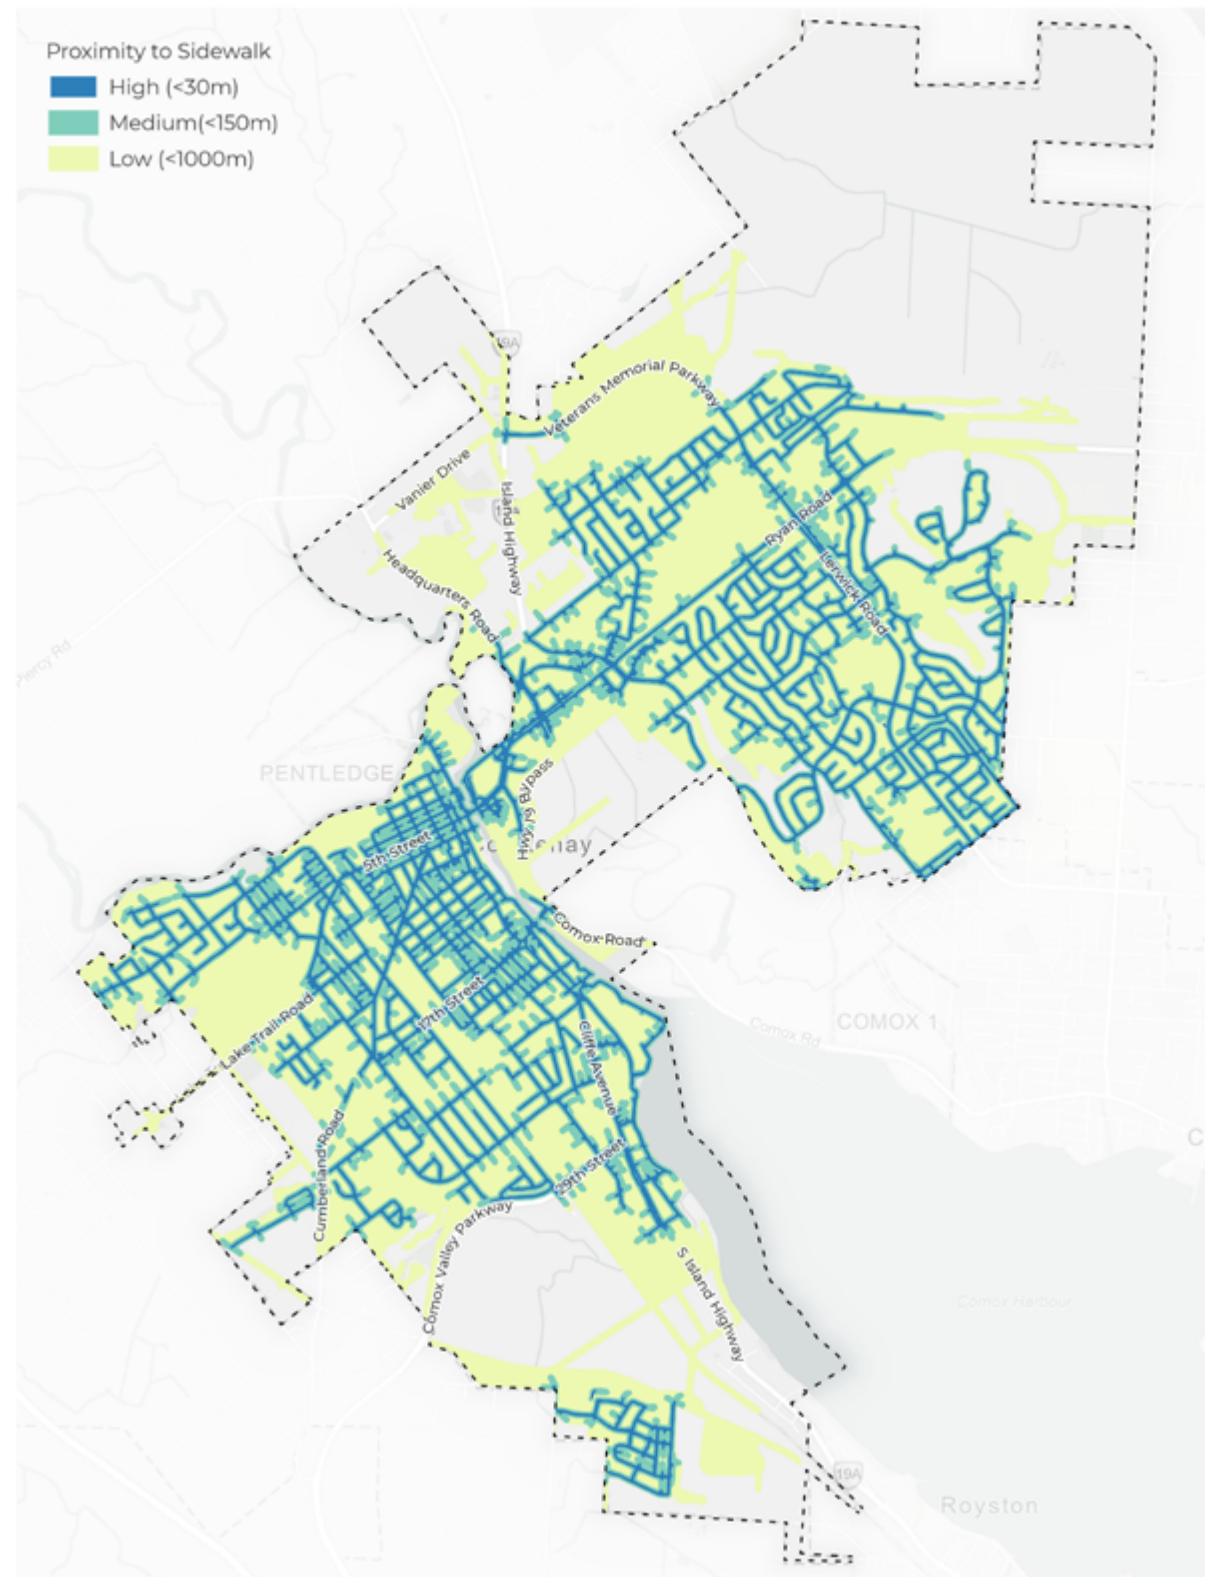 Proximity to Sidewalk
High (<30m)
Medium(<150m)
Low (<1000m)
19A
Veterans Memorial Parkway
Vanier Drive
Island Highway
Ryan Road
Headquarters Road
Lerwick Road
Piercy Rd
PENTLEDGE
Hwy 19 Bypass
5th Street
Comox Road
17th Street
Comox Rd
COMOX 1
Lake Trail Road
Cliffe Avenue
Cumberland Road
29th Street
Comox Valley Parkway
S Island Highway
Comox Harbour
19A
Royston